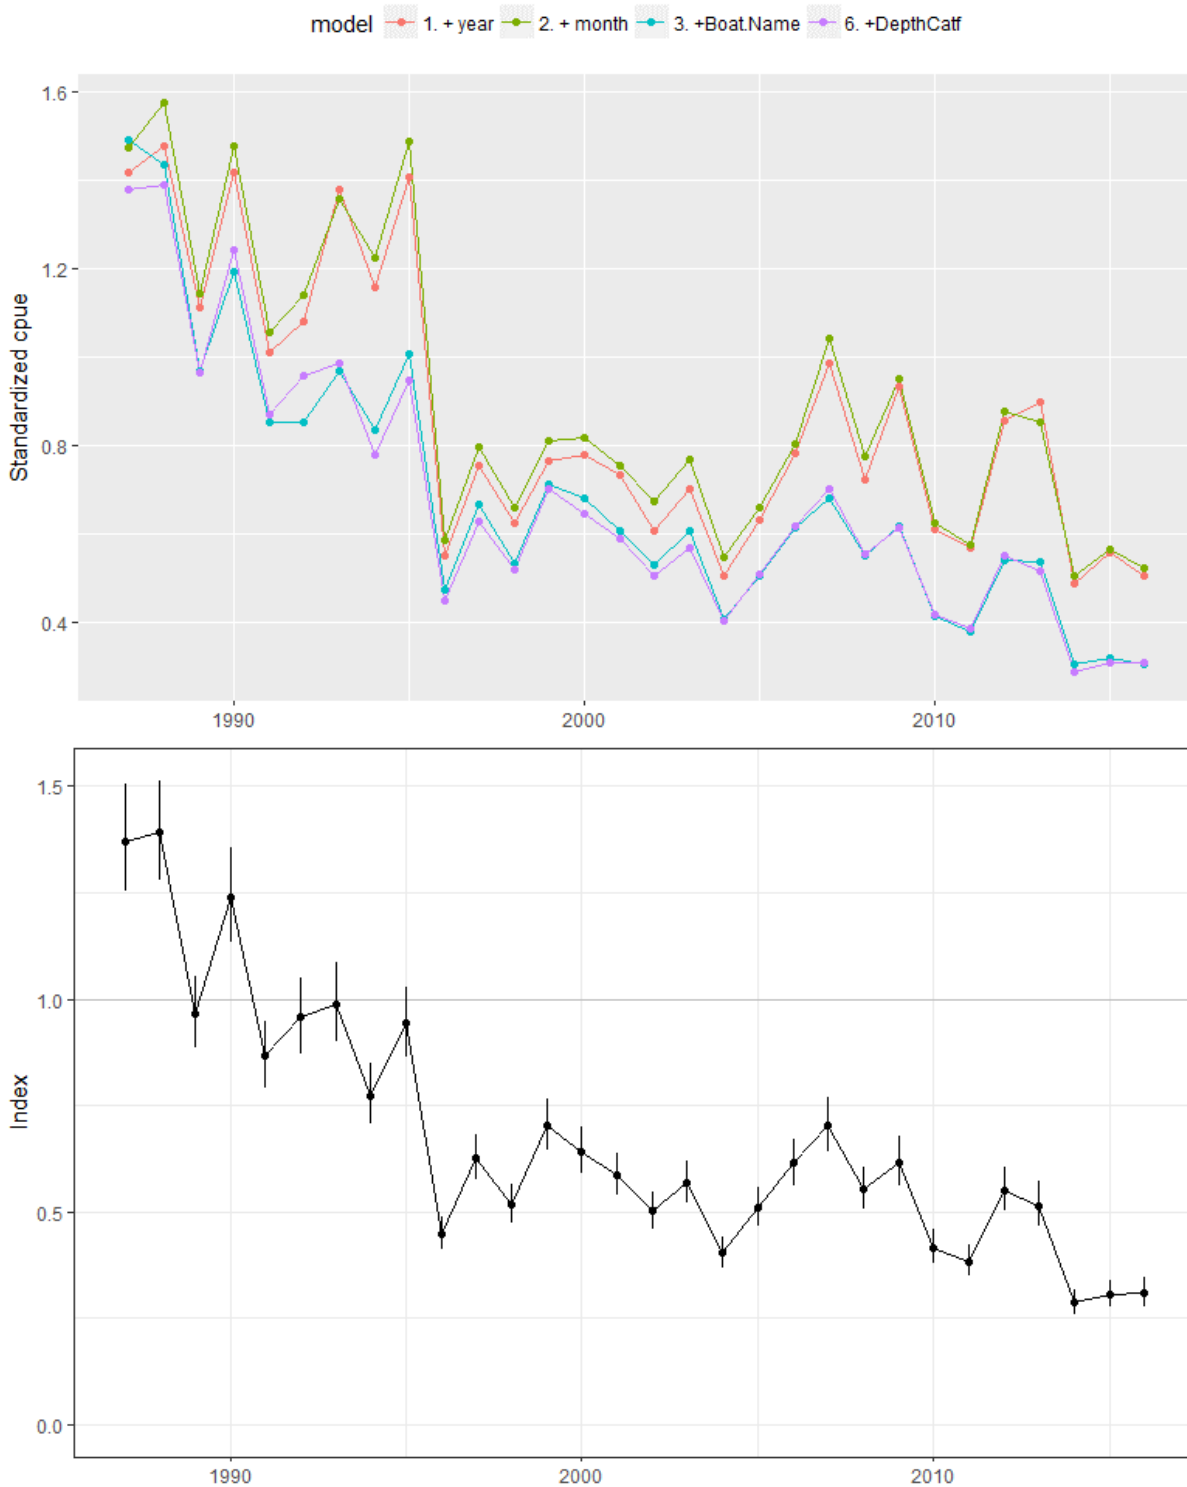 model 1. + year 2. + month 3. +Boat.Name 6. +DepthCatf
Standardized cpue
1.6
1.2
0.8
0.4
1990 2000 2010
Index
1.5
1.0
0.5
0.0
1990 2000 2010